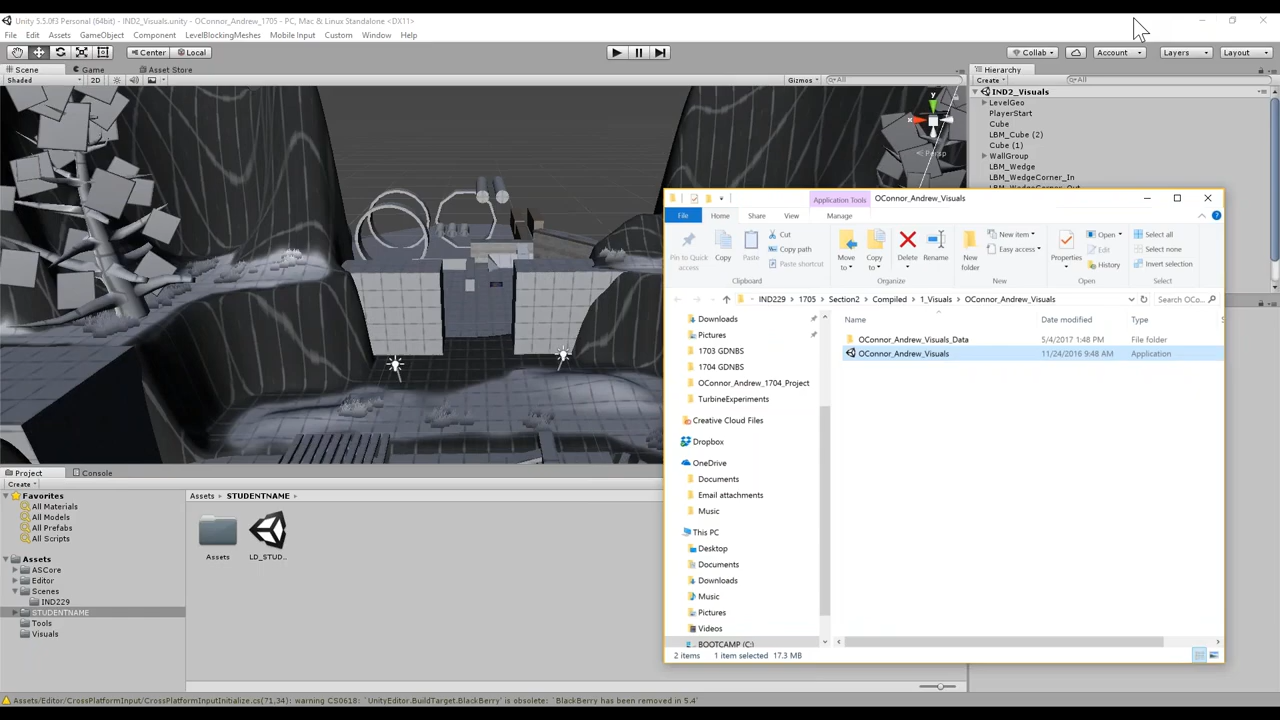 Unity 5.5.0f3 Personal (64bit) - IND2_Visuals.unity - OConnor_Andrew_1705 - PC, Mac & Linux Standalone <DX11>
File Edit Assets GameObject Component LevelBlockingMeshes Mobile Input Custom Window Help
Center Local Collab Account Layers Layout
Scene Game Asset Store Hierarchy
Shaded 2D Gizmos All Create All
IND2_Visuals
LevelGeo
PlayerStart
Cube
LBM_Cube (2)
Cube (1)
WallGroup
LBM_Wedge
LBM_WedgeCorner_In
LBM_WedgeCorner_Out
y
Persp
Application Tools OConnor_Andrew_Visuals
File Home Share View Manage
Pin to Quick access
Copy
Paste
Cut
Copy path
Paste shortcut
Move to
Copy to
Delete
Rename
New folder
New item
Easy access
Properties
Open
Edit
History
Select all
Select none
Invert selection
Clipboard Organize New Open Select
IND229 1705 Section2 Compiled 1_Visuals OConnor_Andrew_Visuals Search OCo...
Name Date modified Type S
OConnor_Andrew_Visuals_Data 5/4/2017 1:48 PM File folder
OConnor_Andrew_Visuals 11/24/2016 9:48 AM Application
Downloads
Pictures
1703 GDNBS
1704 GDNBS
OConnor_Andrew_1704_Project
TurbineExperiments
Creative Cloud Files
Dropbox
OneDrive
Documents
Email attachments
Music
This PC
Desktop
Documents
Downloads
Music
Pictures
Videos
BOOTCAMP (C:)
2 items 1 item selected 17.3 MB
Project Console
Create
Favorites
All Materials
All Models
All Prefabs
All Scripts
Assets
ASCore
Editor
Scenes
IND229
STUDENTNAME
Tools
Visuals
Assets STUDENTNAME
Assets LD_STUD...
Assets/Editor/CrossPlatformInput/CrossPlatformInputInitialize.cs(71,34): warning CS0618: `UnityEditor.BuildTarget.BlackBerry' is obsolete: `BlackBerry has been removed in 5.4'